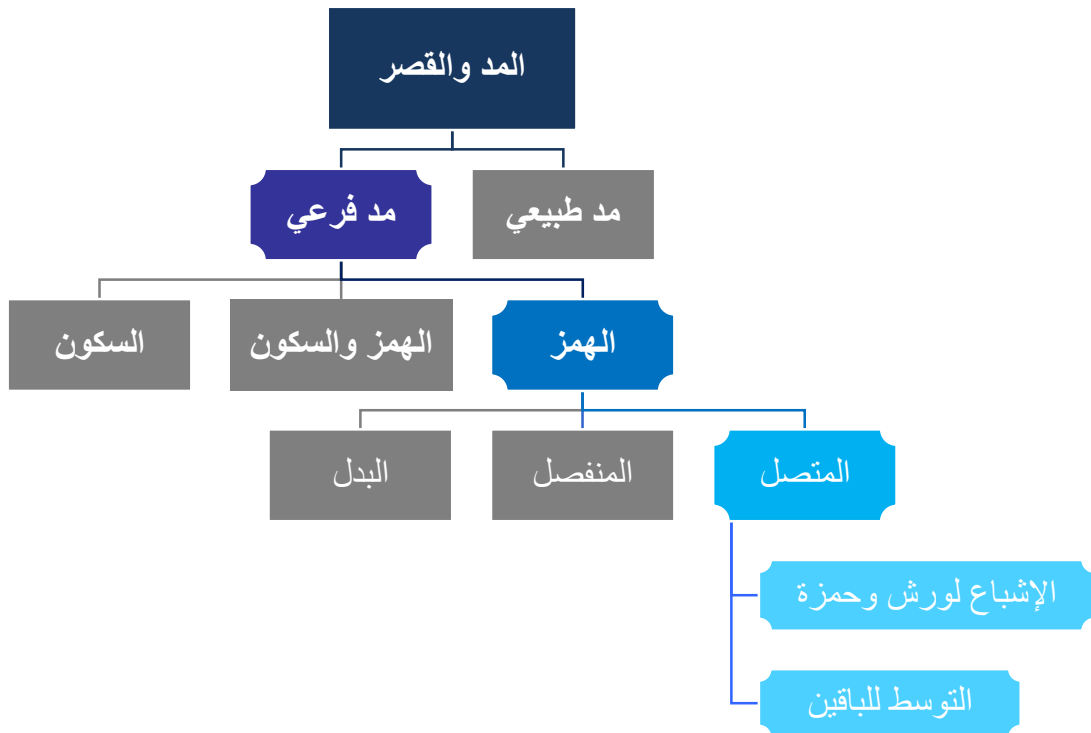 المد والقصر
مد طبيعي
مد فرعي
الهمز
الهمز والسكون
السكون
المتصل
المنفصل
البدل
الإشباع لورش وحمزة
التوسط للباقين